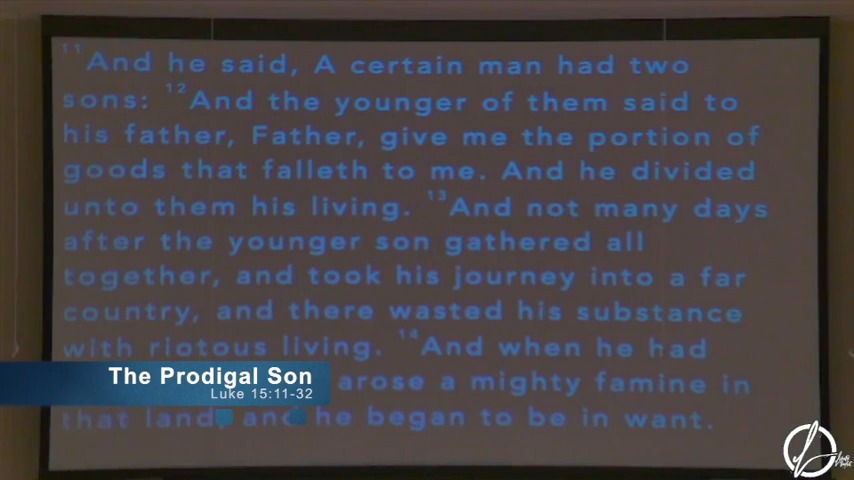 11 And he said, A certain man had two
sons: 12 And the younger of them said to
his father, Father, give me the portion of
goods that falleth to me. And he divided
unto them his living. 13 And not many days
after the younger son gathered all
together, and took his journey into a far
country, and there wasted his substance
with riotous living. 14 And when he had
arose a mighty famine in
that land and he began to be in want.
The Prodigal Son
Luke 15:11-32